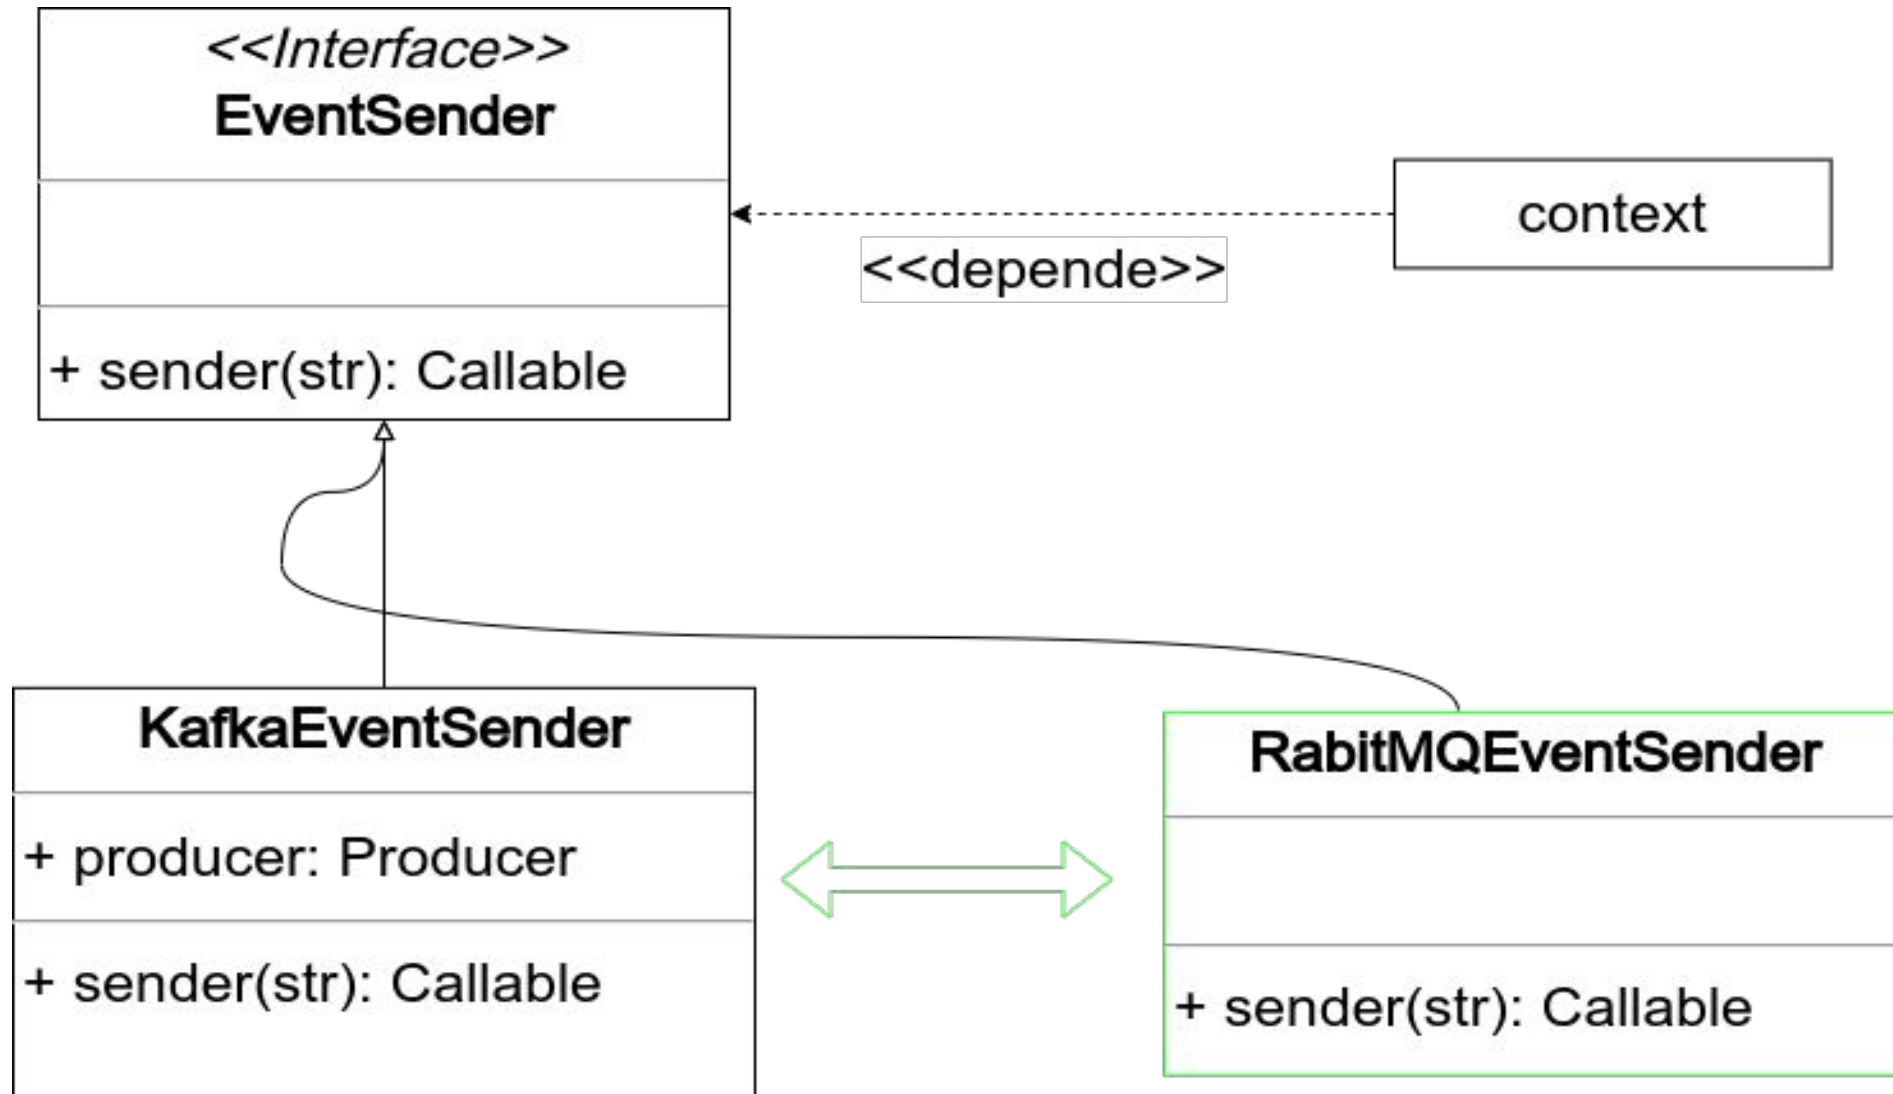 <<Interface>>
EventSender
+ sender(str): Callable
context
<<depende>>
KafkaEventSender
+ producer: Producer
+ sender(str): Callable
RabitMQEventSender
+ sender(str): Callable